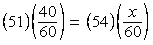 (51)(40/60) = (54)(x/60)